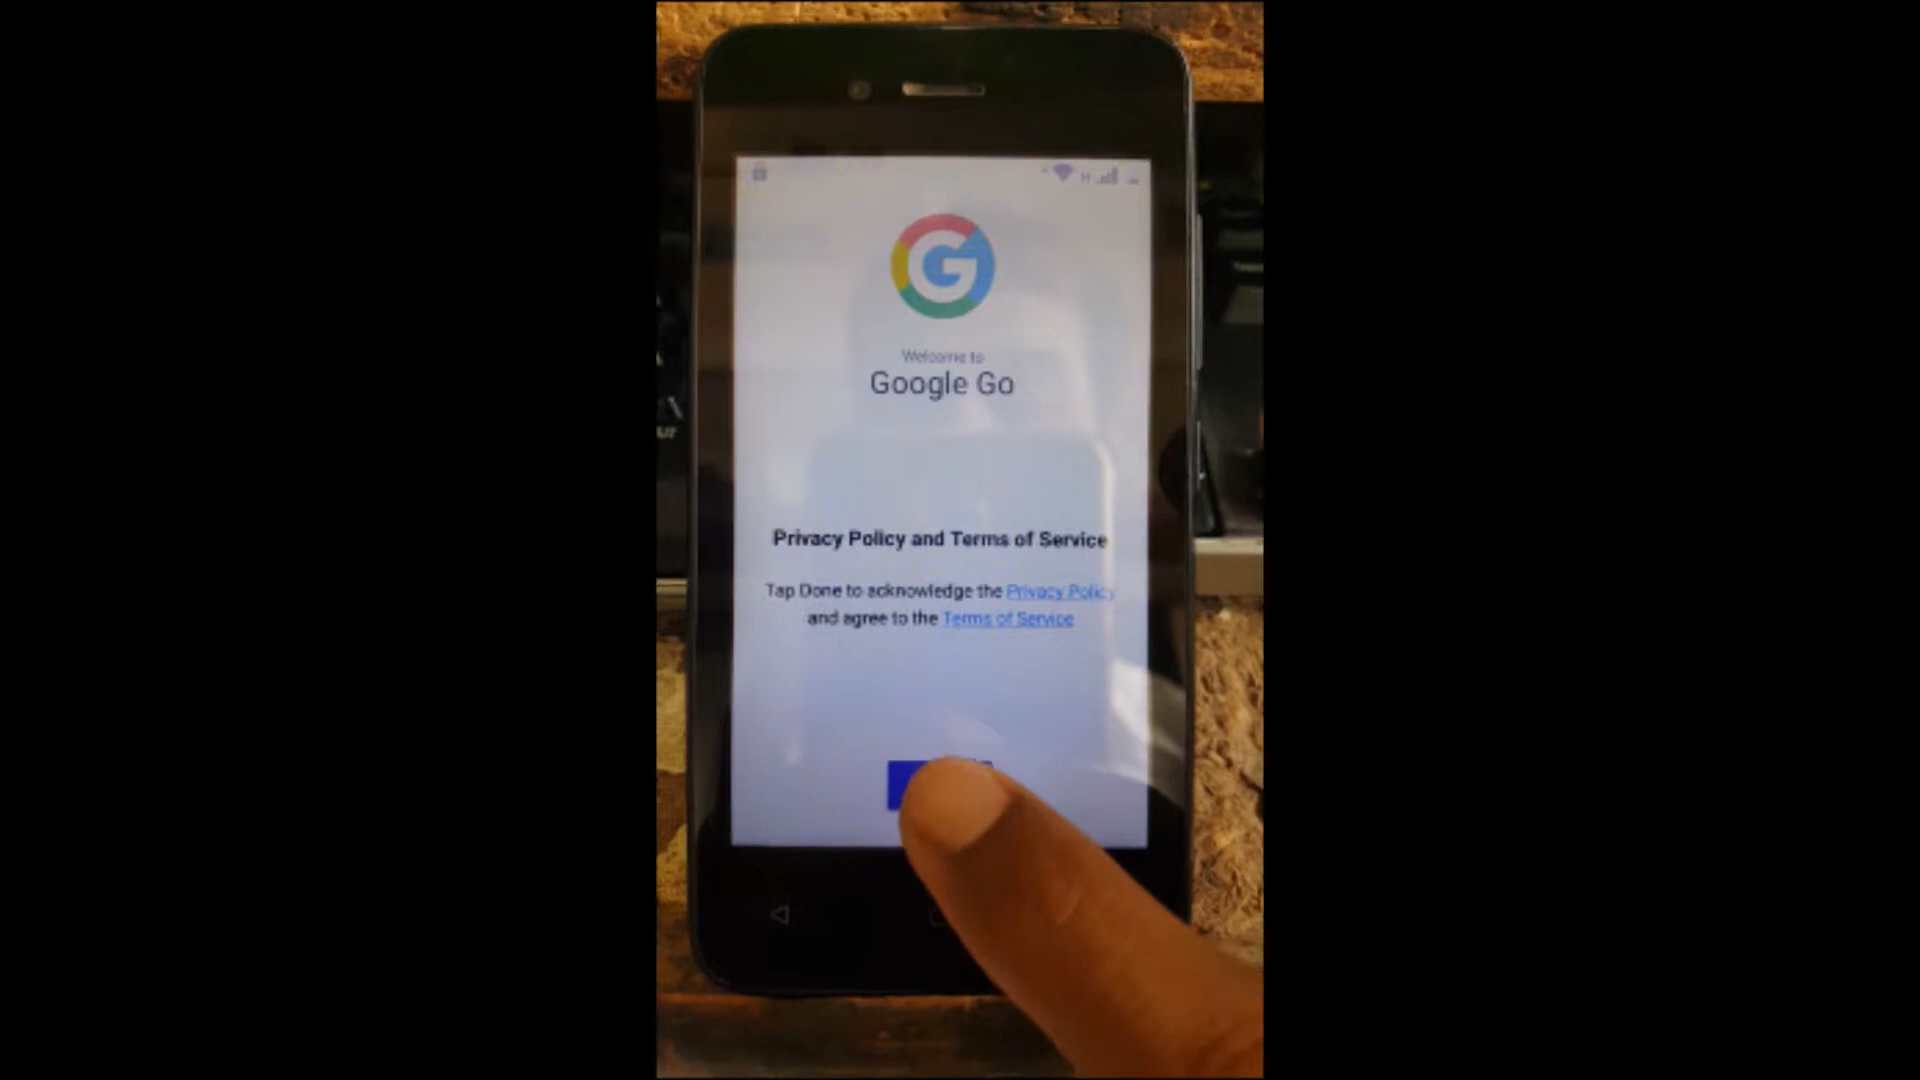 H
G
Welcome to
Google Go
Privacy Policy and Terms of Service
Tap Done to acknowledge the Privacy Policy
and agree to the Terms of Service
ur